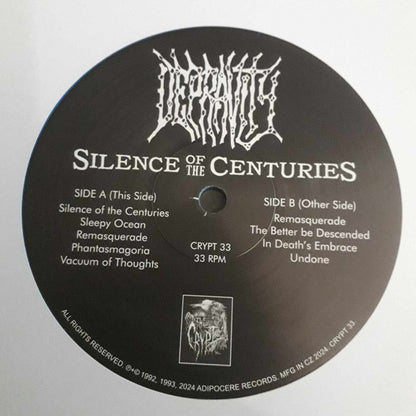 DEPRAVITY
SILENCE OF THE CENTURIES
SIDE A (This Side)
Silence of the Centuries
Sleepy Ocean
Remasquerade
Phantasmagoria
Vacuum of Thoughts
CRYPT 33
33 RPM
SIDE B (Other Side)
Remasquerade
The Better be Descended
In Death's Embrace
Undone
CRYPT
ALL RIGHTS RESERVED. ℗+© 1992, 1993, 2024 ADIPOCERE RECORDS. MFG IN CZ 2024. CRYPT 33